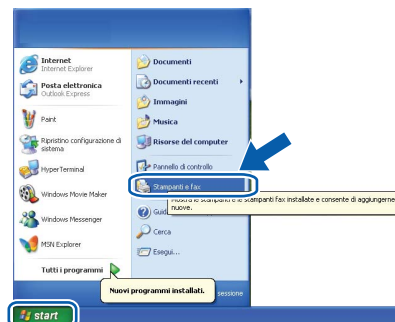 Internet
Internet Explorer
Posta elettronica
Outlook Express
Paint
Ripristino configurazione di
sistema
HyperTerminal
Windows Movie Maker
Windows Messenger
MSN Explorer
Tutti i programmi
Documenti
Documenti recenti
Immagini
Musica
Risorse del computer
Pannello di controllo
Stampanti e fax
Mostra le stampanti e le stampanti fax installate e consente di aggiungerne
nuove.
Cerca
Esegui...
Nuovi programmi installati.
sessione
start